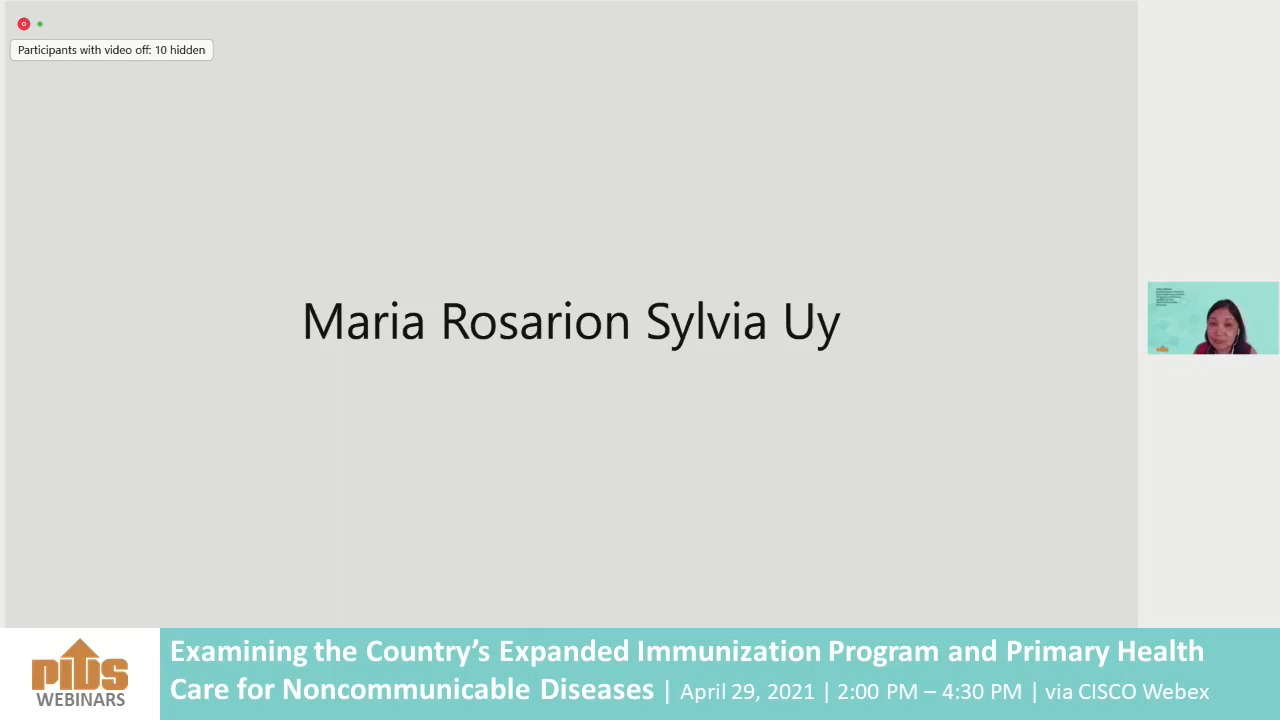 Participants with video off: 10 hidden
Maria Rosarion Sylvia Uy
PIDS
WEBINARS
Examining the Country's Expanded Immunization Program and Primary Health
Care for Noncommunicable Diseases | April 29, 2021 | 2:00 PM – 4:30 PM | via CISCO Webex